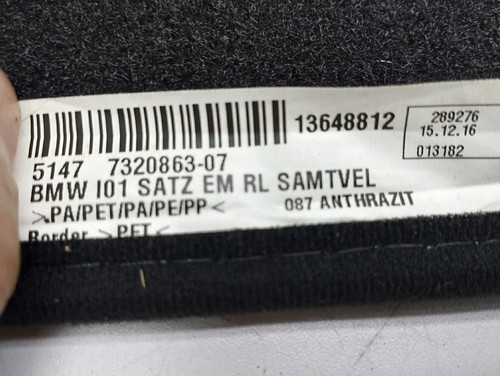 13648812
289276
15.12.16
013182
5147 7320863-07
BMW I01 SATZ EM RL SAMTVEL
>PA/PET/PA/PE/PP<
087 ANTHRAZIT
Border >PET<